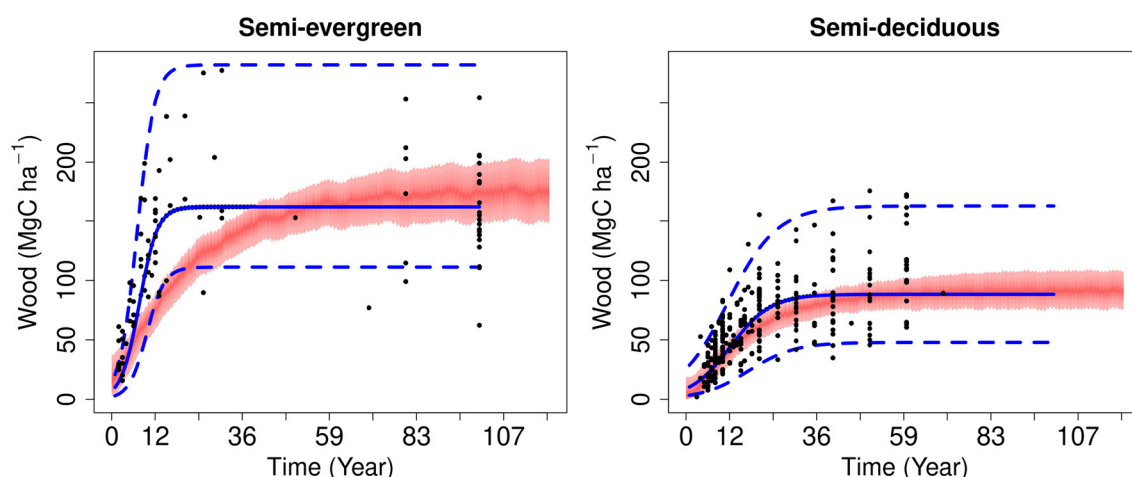 Semi-evergreen
Wood (MgC ha⁻¹)
200
100
50
0
0 12 36 59 83 107
Time (Year)
Semi-deciduous
Wood (MgC ha⁻¹)
200
100
50
0
0 12 36 59 83 107
Time (Year)